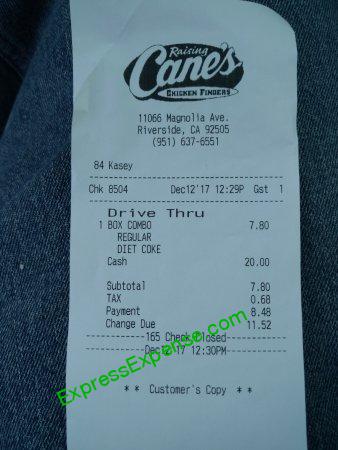 Raising
Cane's
CHICKEN FINGERS
11066 Magnolia Ave.
Riverside, CA 92505
(951) 637-6551
84 Kasey
Chk 8504 Dec12'17 12:29P Gst 1
Drive Thru
1 BOX COMBO 7.80
REGULAR
DIET COKE
Cash 20.00
Subtotal 7.80
TAX 0.68
Payment 8.48
Change Due 11.52
----------165 Check Closed----------
----------Dec12'17 12:30PM----------
** Customer's Copy **
ExpressExpense.com